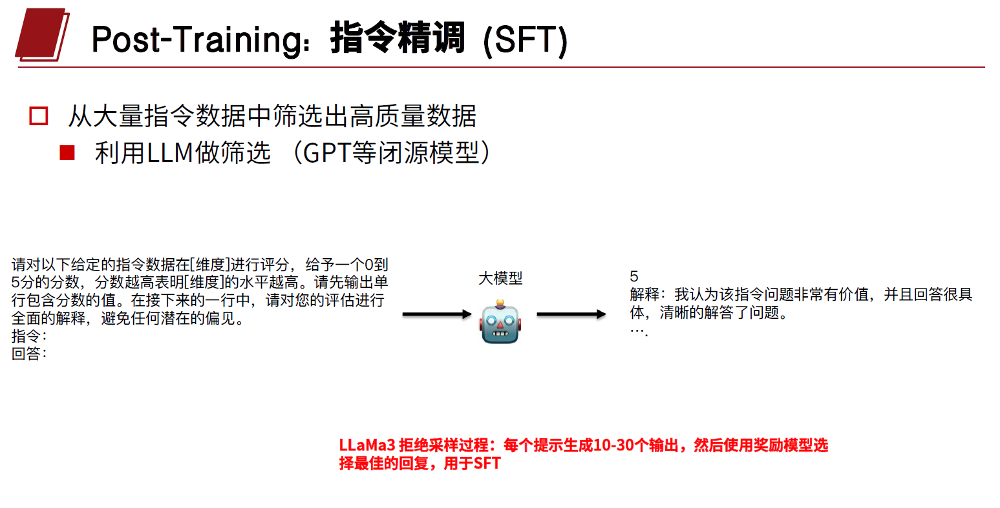 Post-Training：指令精调 (SFT)
从大量指令数据中筛选出高质量数据
利用LLM做筛选 （GPT等闭源模型）
请对以下给定的指令数据在[维度]进行评分，给予一个0到
5分的分数，分数越高表明[维度]的水平越高。请先输出单
行包含分数的值。在接下来的一行中，请对您的评估进行
全面的解释，避免任何潜在的偏见。
指令：
回答：
大模型
5
解释：我认为该指令问题非常有价值，并且回答很具
体，清晰的解答了问题。
….
LLaMa3 拒绝采样过程：每个提示生成10-30个输出，然后使用奖励模型选
择最佳的回复，用于SFT